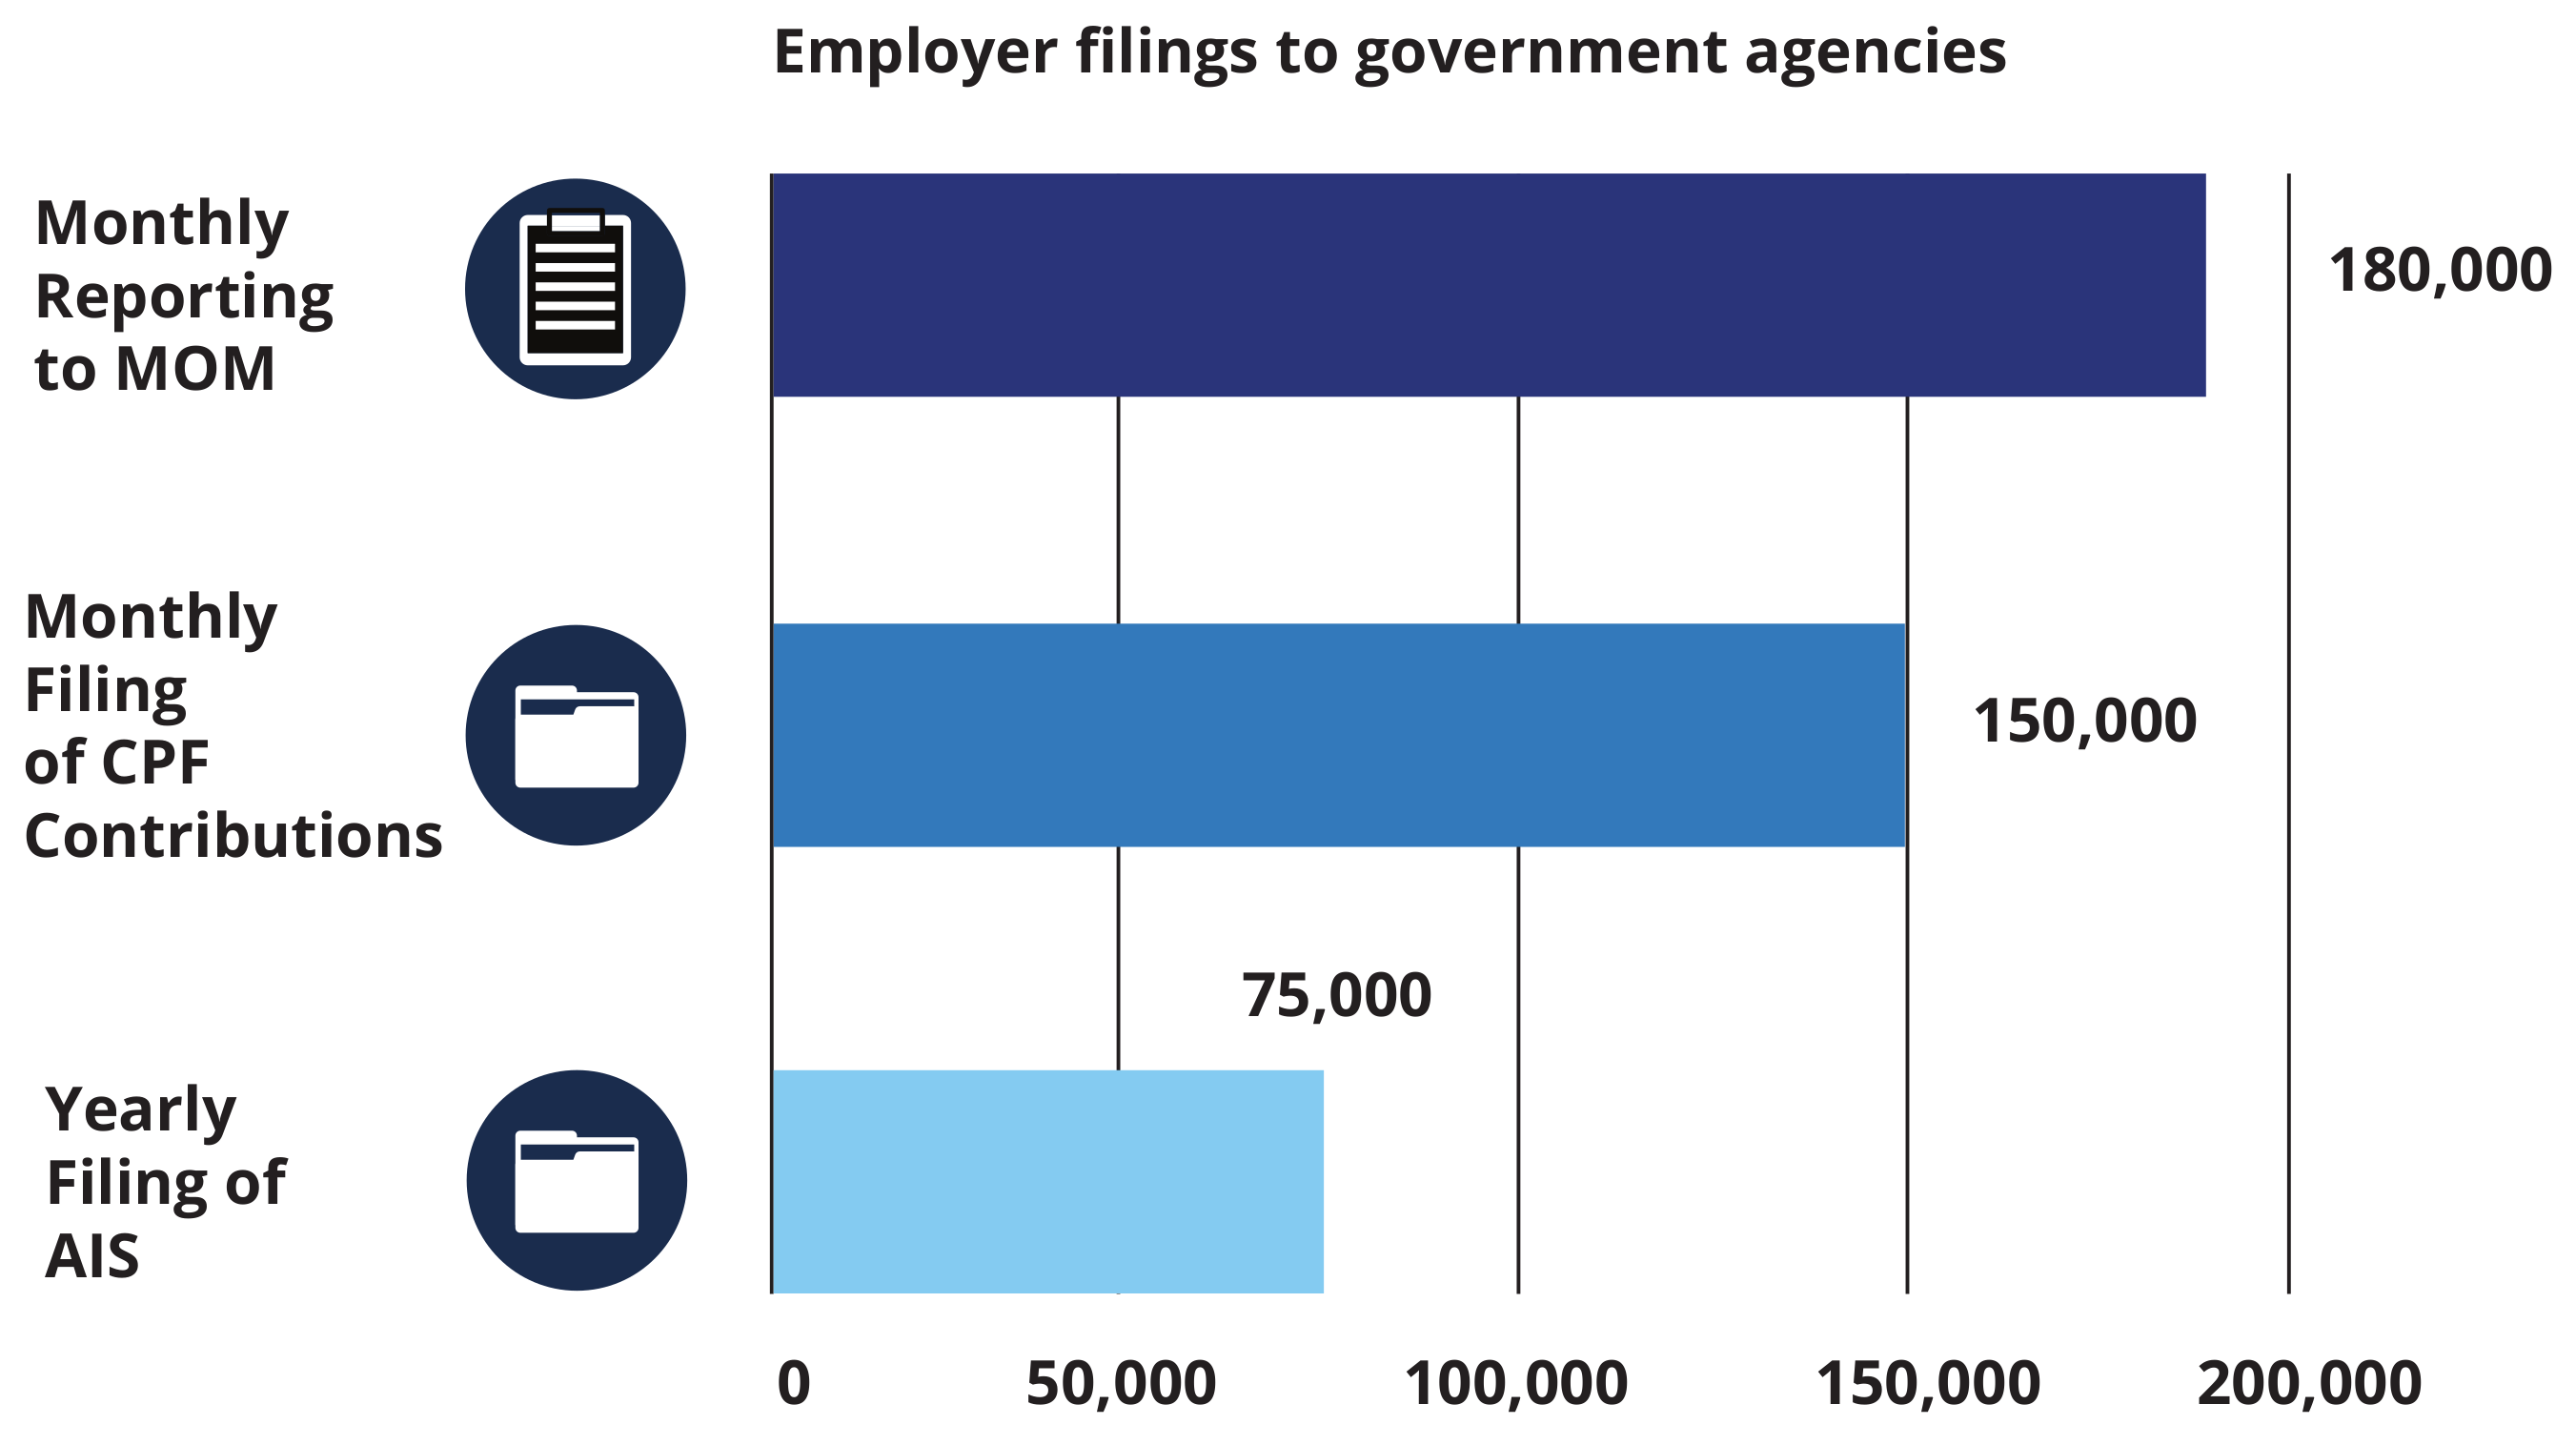 Employer filings to government agencies
Monthly
Reporting
to MOM
180,000
Monthly
Filing
of CPF
Contributions
150,000
75,000
Yearly
Filing of
AIS
0
50,000
100,000
150,000
200,000